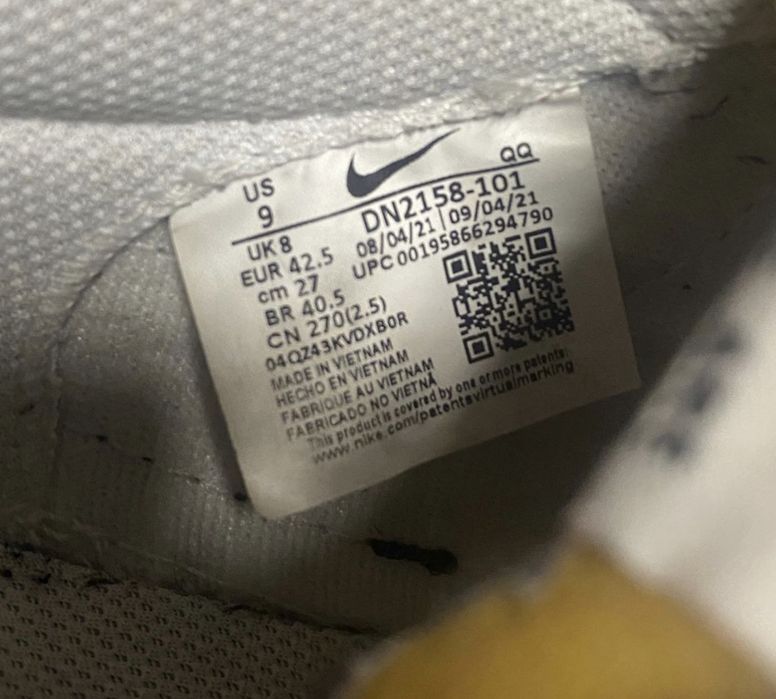 US
9
QQ
DN2158-101
08/04/21 | 09/04/21
UPC 00195866294790
UK 8
EUR 42.5
cm 27
BR 40.5
CN 270(2.5)
04QZ43KVDXB0R
MADE IN VIETNAM
HECHO EN VIETNAM
FABRIQUE AU VIETNAM
FABRICADO NO VIETNÃ
This product is covered by one or more patents:
www.nike.com/patentsvirtualmarking